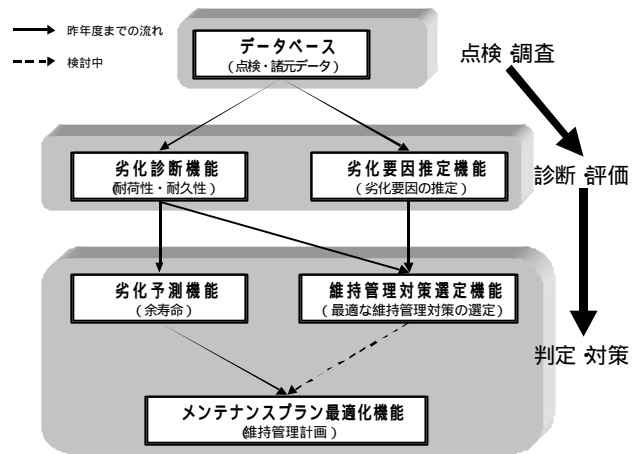 昨年度までの流れ
検討中
データベース
(点検・諸元データ)
点検・調査
劣化診断機能
(耐荷性・耐久性)
劣化要因推定機能
(劣化要因の推定)
診断・評価
劣化予測機能
(余寿命)
維持管理対策選定機能
(最適な維持管理対策の選定)
判定・対策
メンテナンスプラン最適化機能
(維持管理計画)